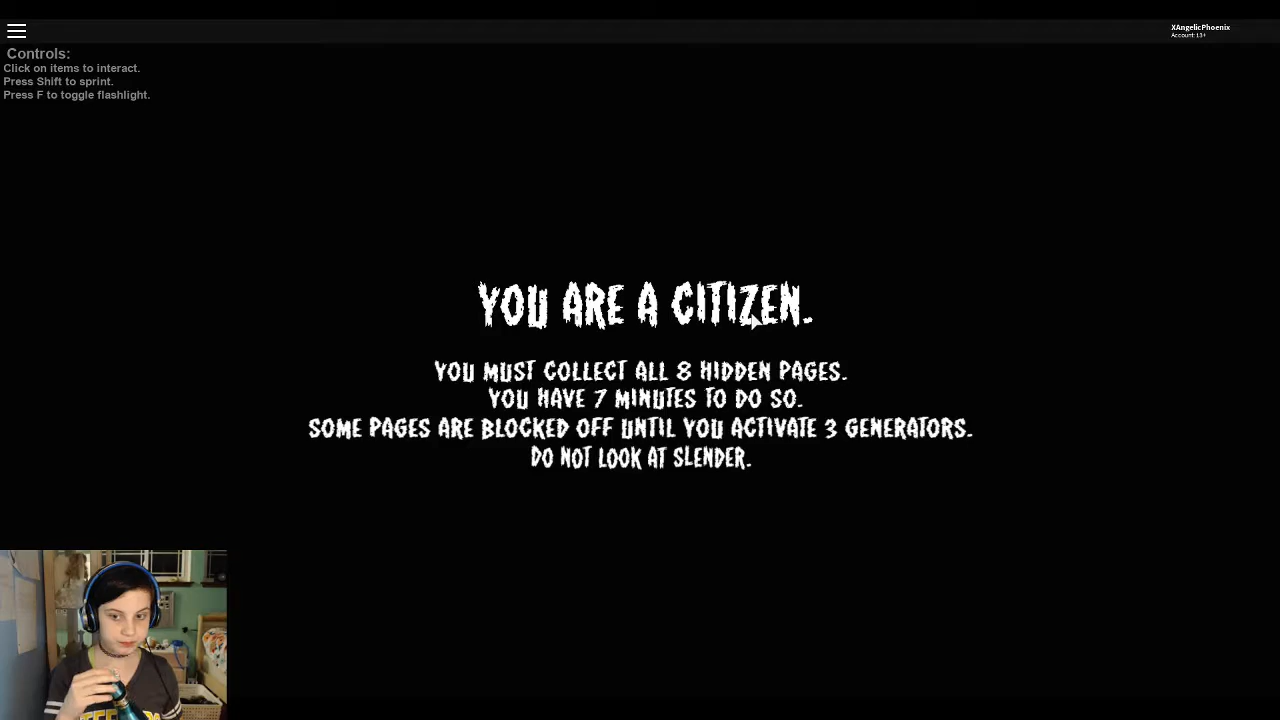 XAngelicPhoenix
Account: 13+
Controls:
Click on items to interact.
Press Shift to sprint.
Press F to toggle flashlight.
YOU ARE A CITIZEN.
YOU MUST COLLECT ALL 8 HIDDEN PAGES.
YOU HAVE 7 MINUTES TO DO SO.
SOME PAGES ARE BLOCKED OFF UNTIL YOU ACTIVATE 3 GENERATORS.
DO NOT LOOK AT SLENDER.